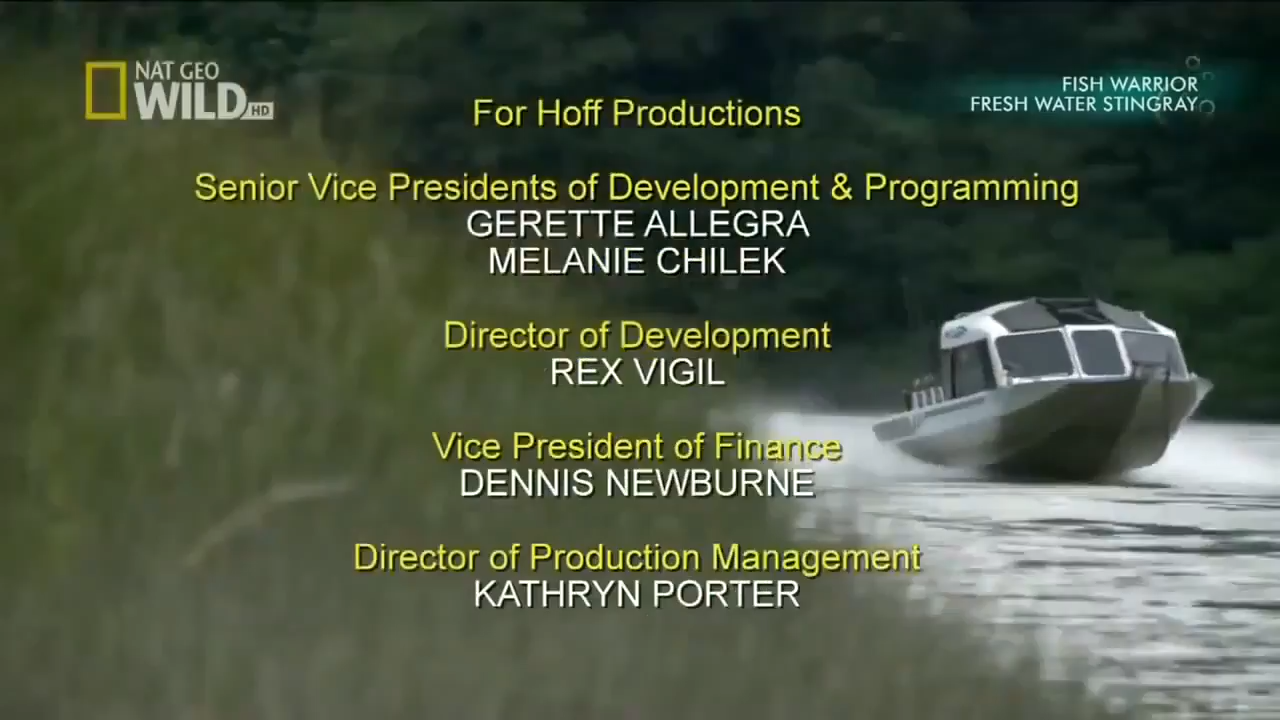 NAT GEO
WILD HD
FISH WARRIOR
FRESH WATER STINGRAY
For Hoff Productions
Senior Vice Presidents of Development & Programming
GERETTE ALLEGRA
MELANIE CHILEK
Director of Development
REX VIGIL
Vice President of Finance
DENNIS NEWBURNE
Director of Production Management
KATHRYN PORTER